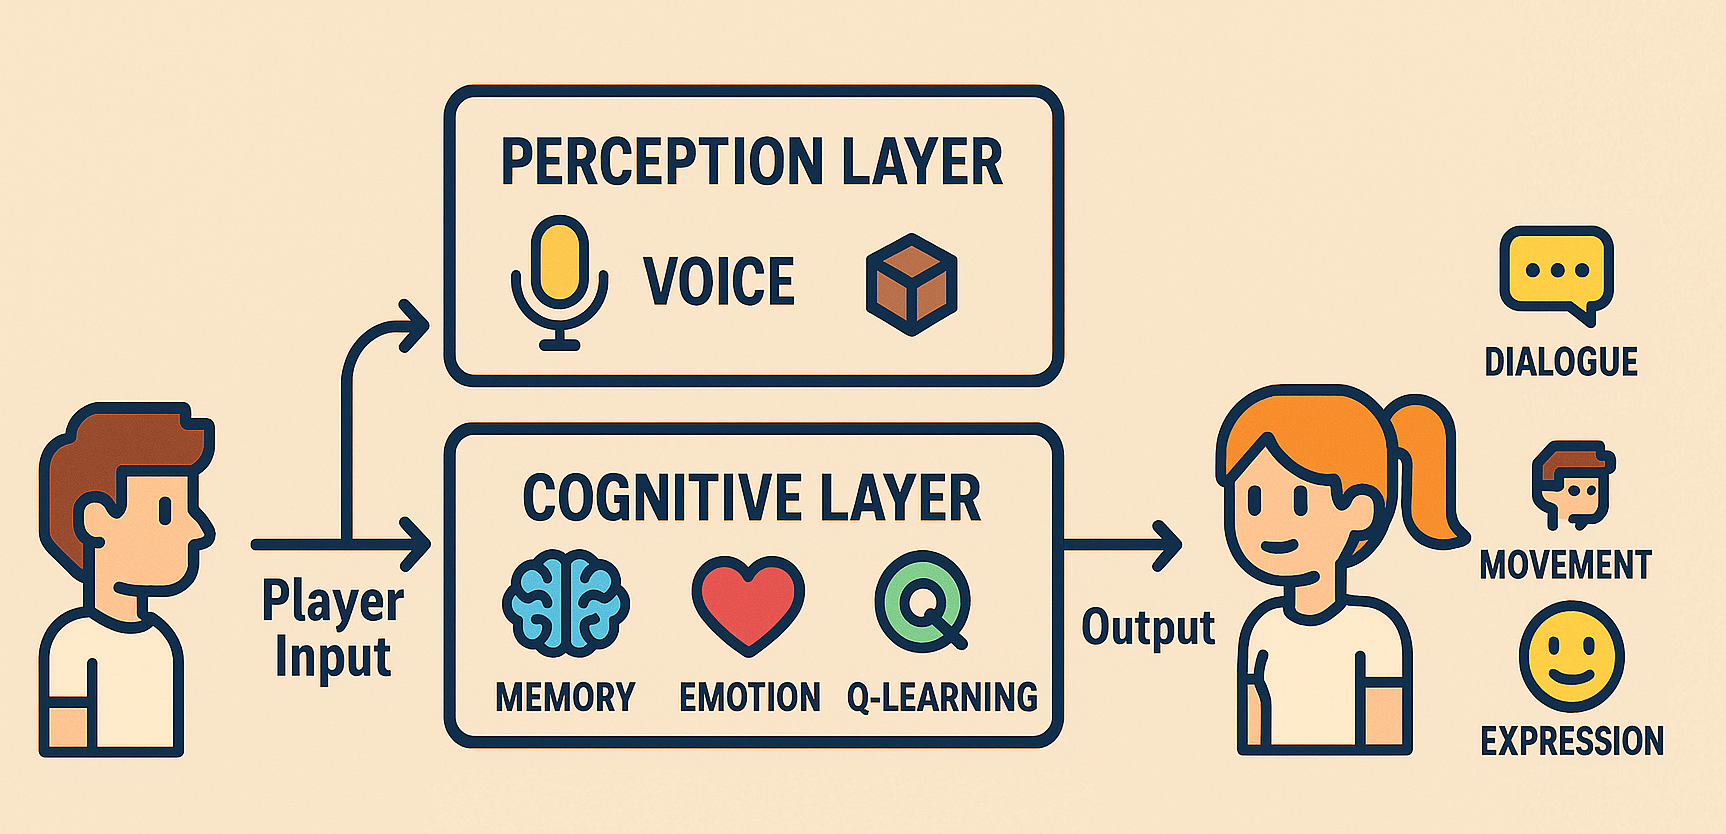 PERCEPTION LAYER
VOICE
Player
Input
COGNITIVE LAYER
MEMORY
EMOTION
Q-LEARNING
Output
DIALOGUE
MOVEMENT
EXPRESSION